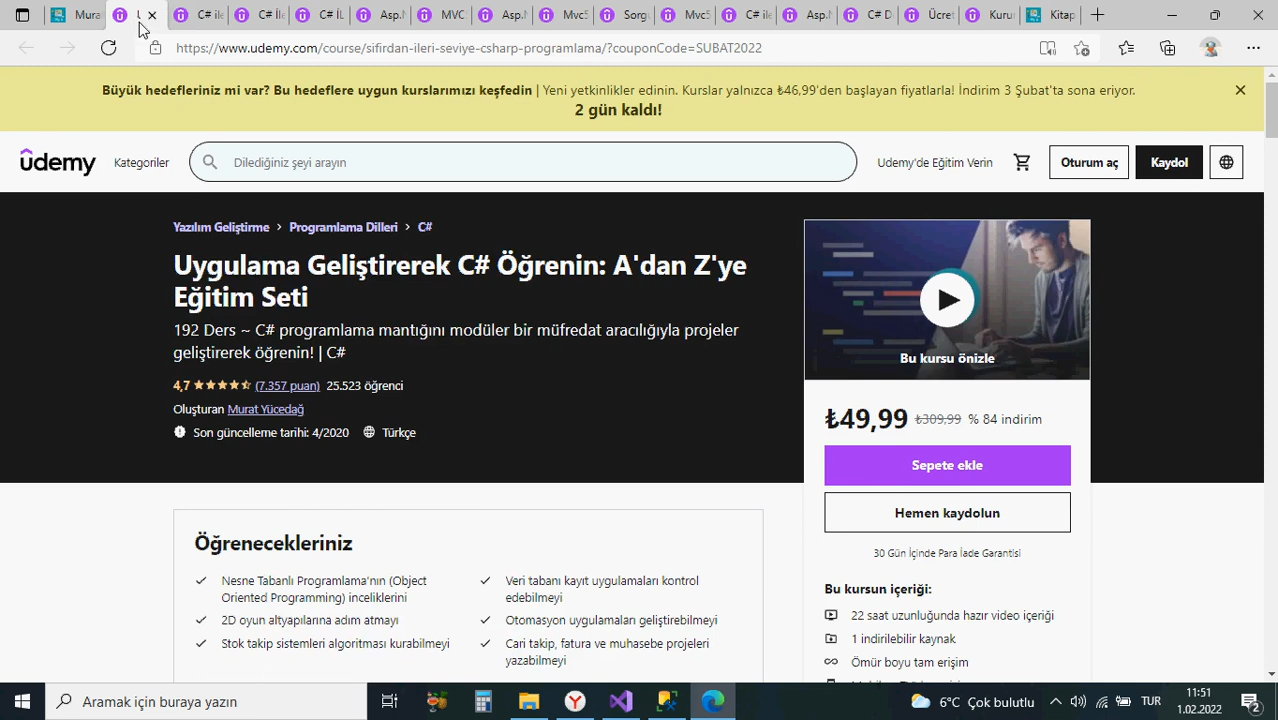 Mura
U
C# ile
C# İle
C# İL
Asp.N
MVC
Asp.N
Mvc5
Sorg
Mvc5
C# ile
Asp.N
C# D
Ücret
Kuru
Kitap
https://www.udemy.com/course/sifirdan-ileri-seviye-csharp-programlama/?couponCode=SUBAT2022
Büyük hedefleriniz mi var? Bu hedeflere uygun kurslarımızı keşfedin | Yeni yetkinlikler edinin. Kurslar yalnızca ₺46,99'den başlayan fiyatlarla! İndirim 3 Şubat'ta sona eriyor.
2 gün kaldı!
ûdemy
Kategoriler
Dilediğiniz şeyi arayın
Udemy'de Eğitim Verin
Oturum aç
Kaydol
Yazılım Geliştirme > Programlama Dilleri > C#
Uygulama Geliştirerek C# Öğrenin: A'dan Z'ye
Eğitim Seti
192 Ders ~ C# programlama mantığını modüler bir müfredat aracılığıyla projeler
geliştirerek öğrenin! | C#
4,7 (7.357 puan) 25.523 öğrenci
Oluşturan Murat Yücedağ
Son güncelleme tarihi: 4/2020 Türkçe
Bu kursu önizle
₺49,99 ₺309,99 % 84 indirim
Sepete ekle
Hemen kaydolun
30 Gün İçinde Para İade Garantisi
Bu kursun içeriği:
22 saat uzunluğunda hazır video içeriği
1 indirilebilir kaynak
Ömür boyu tam erişim
Öğrenecekleriniz
Nesne Tabanlı Programlama'nın (Object
Oriented Programming) inceliklerini
2D oyun altyapılarına adım atmayı
Stok takip sistemleri algoritması kurabilmeyi
Veri tabanı kayıt uygulamaları kontrol
edebilmeyi
Otomasyon uygulamaları geliştirebilmeyi
Cari takip, fatura ve muhasebe projeleri
yazabilmeyi
Aramak için buraya yazın
6°C Çok bulutlu
TUR
11:51
1.02.2022
2